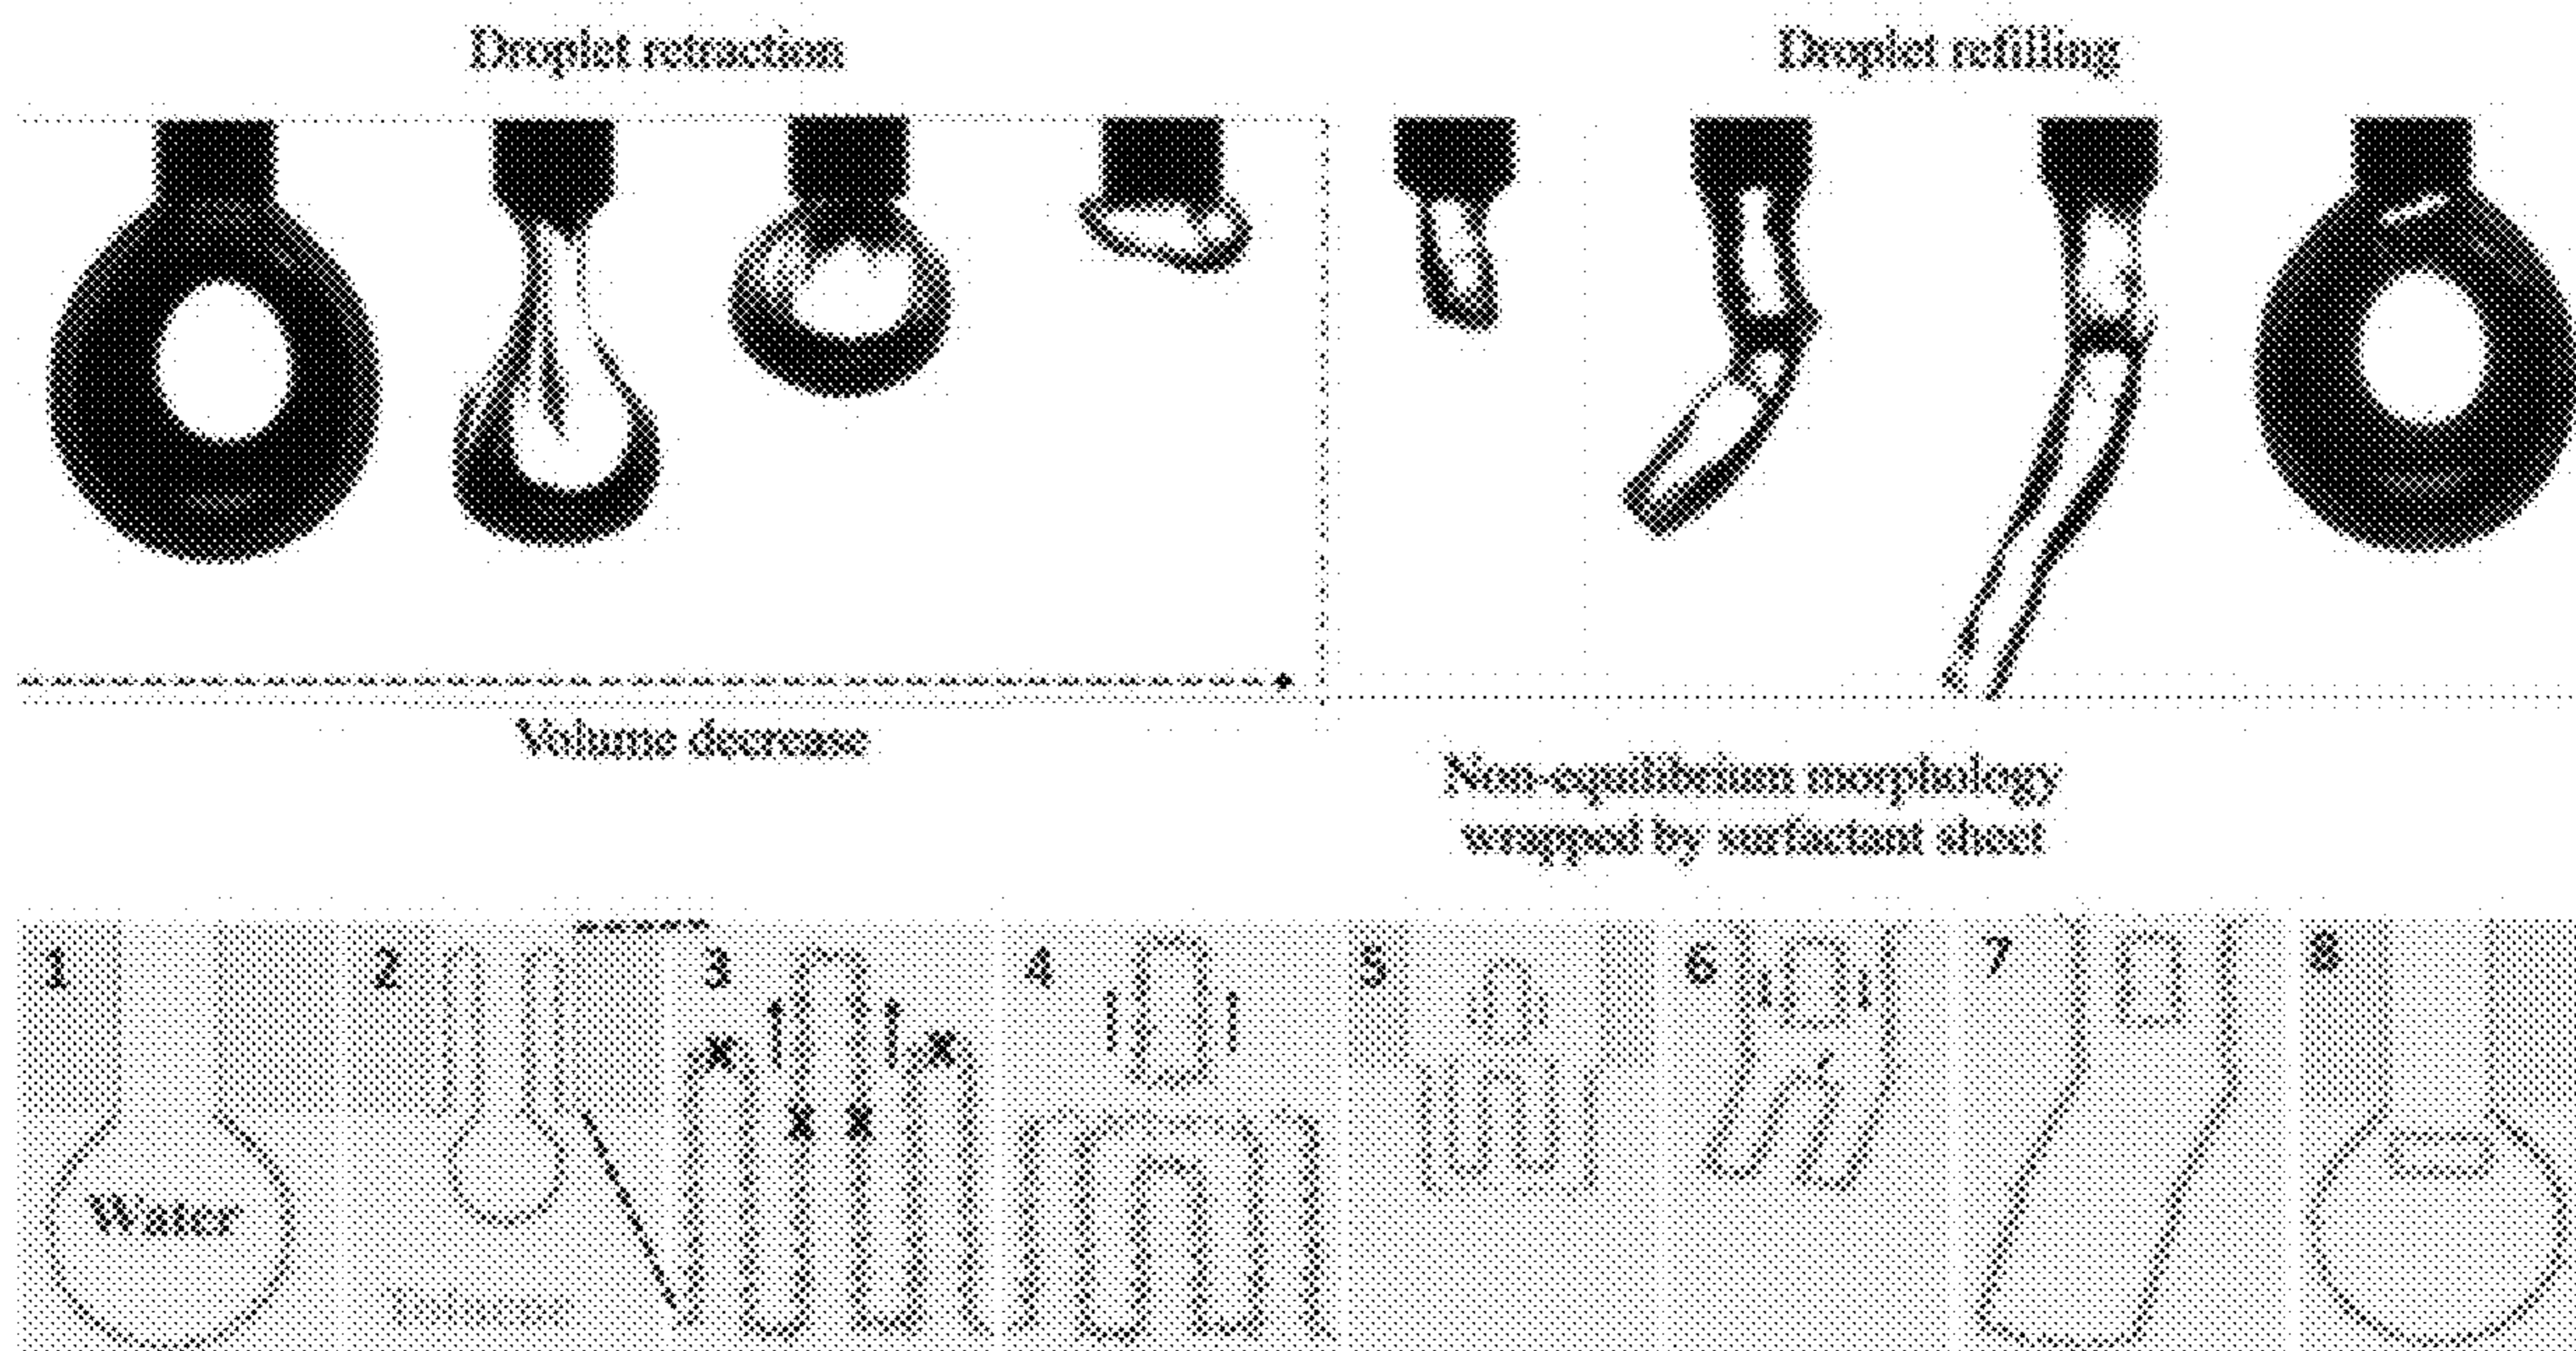 Droplet retraction
Droplet refilling
Volume decrease
Non-equilibrium morphology
wrapped by surfactant sheet
1
2
3
4
5
6
7
8
Water